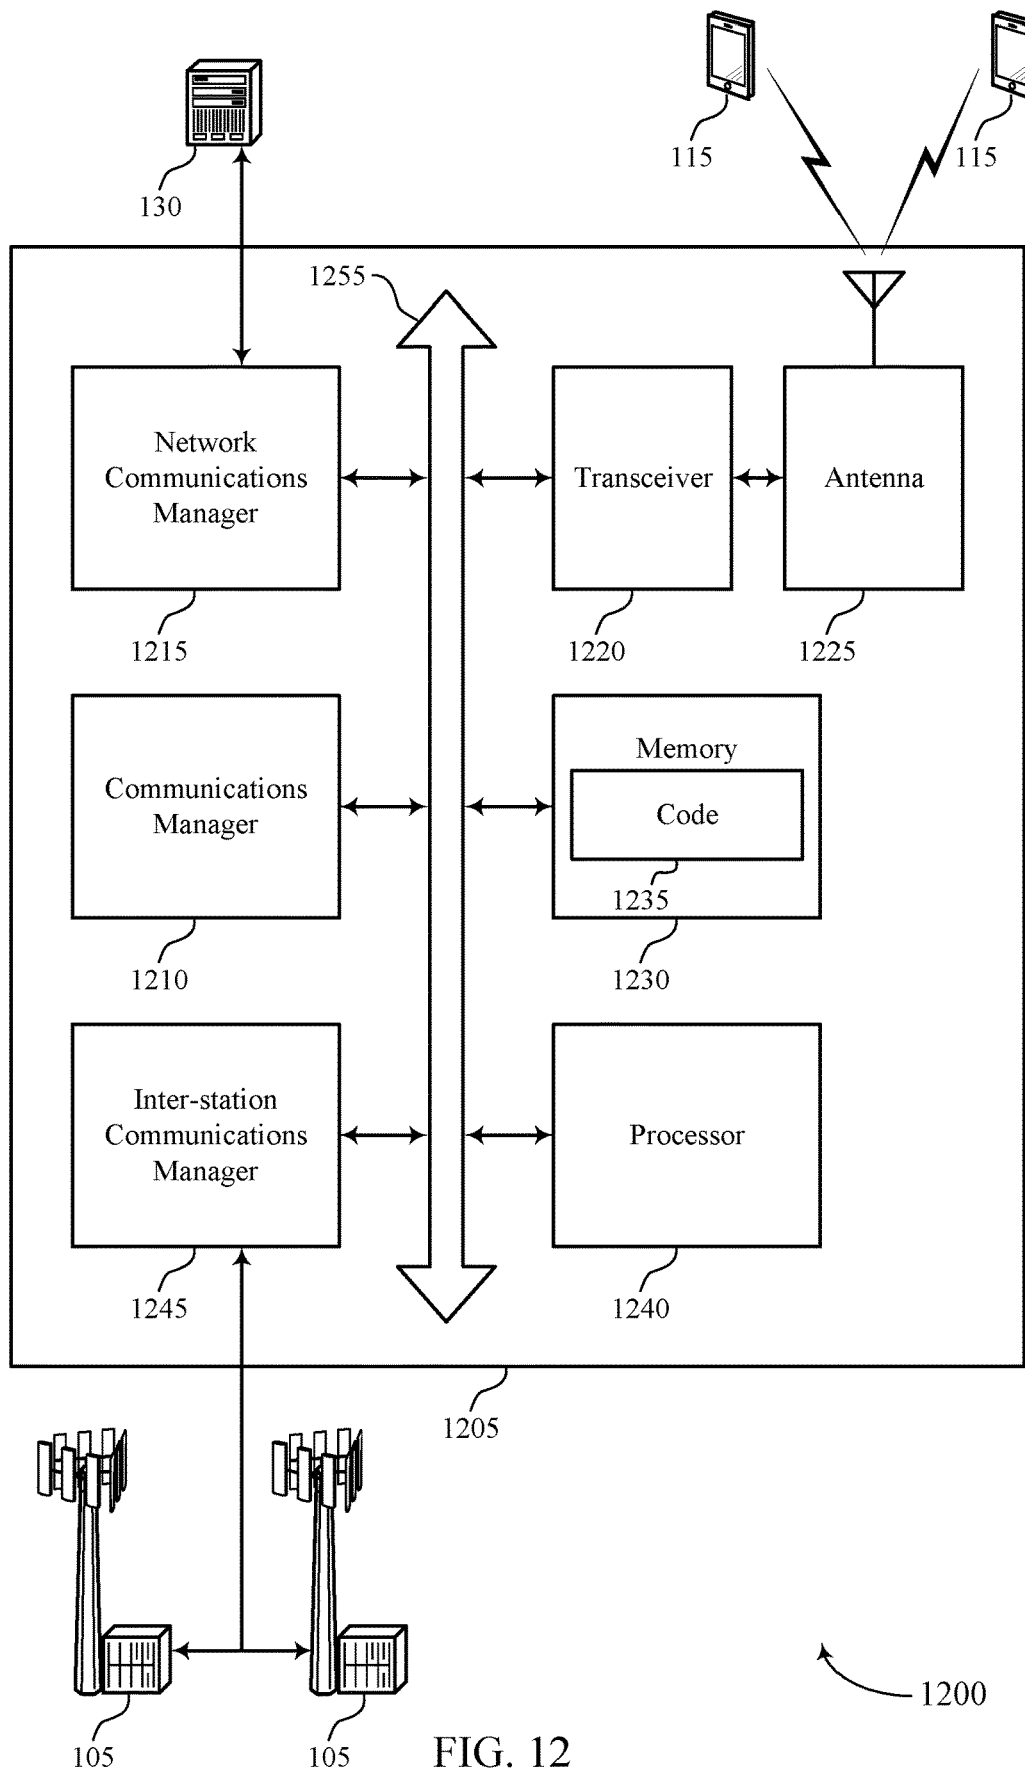 115
115
130
1255
Network
Communications
Manager
Transceiver
Antenna
1215
1220
1225
Communications
Manager
Memory
Code
1235
1210
1230
Inter-station
Communications
Manager
Processor
1245
1240
1205
1200
105
105
FIG. 12